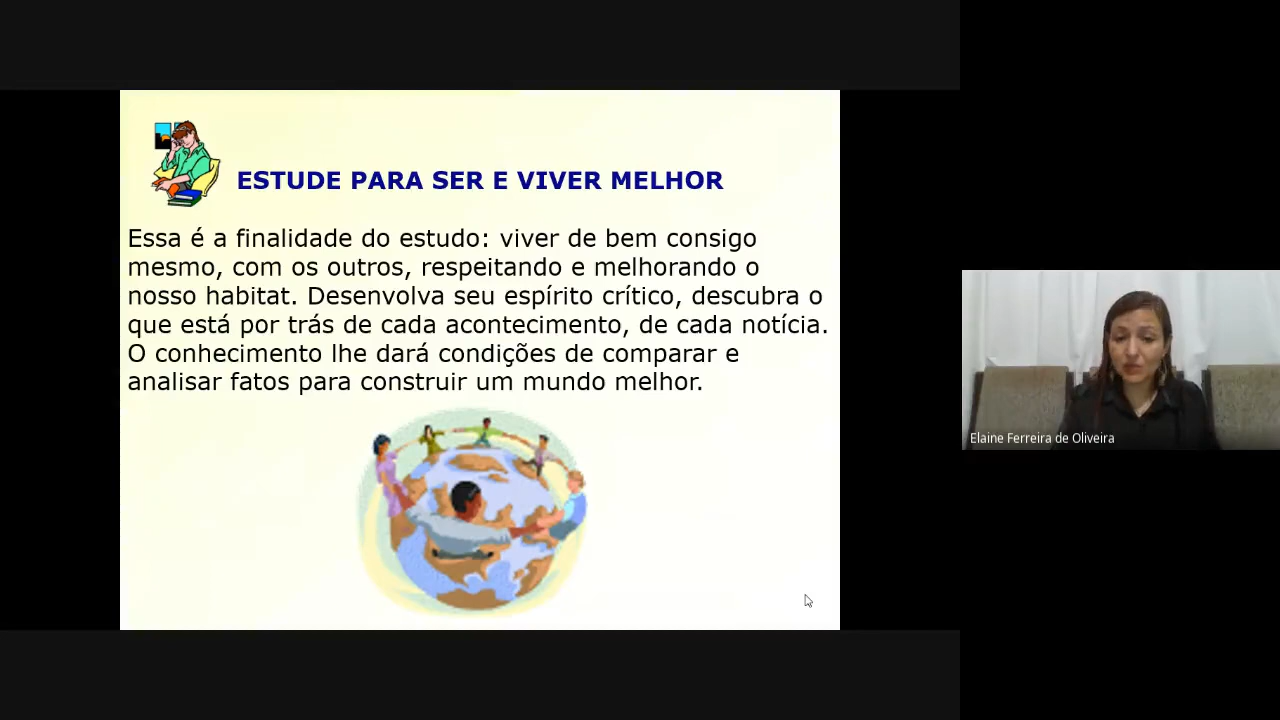 ESTUDE PARA SER E VIVER MELHOR
Essa é a finalidade do estudo: viver de bem consigo
mesmo, com os outros, respeitando e melhorando o
nosso habitat. Desenvolva seu espírito crítico, descubra o
que está por trás de cada acontecimento, de cada notícia.
O conhecimento lhe dará condições de comparar e
analisar fatos para construir um mundo melhor.
Elaine Ferreira de Oliveira